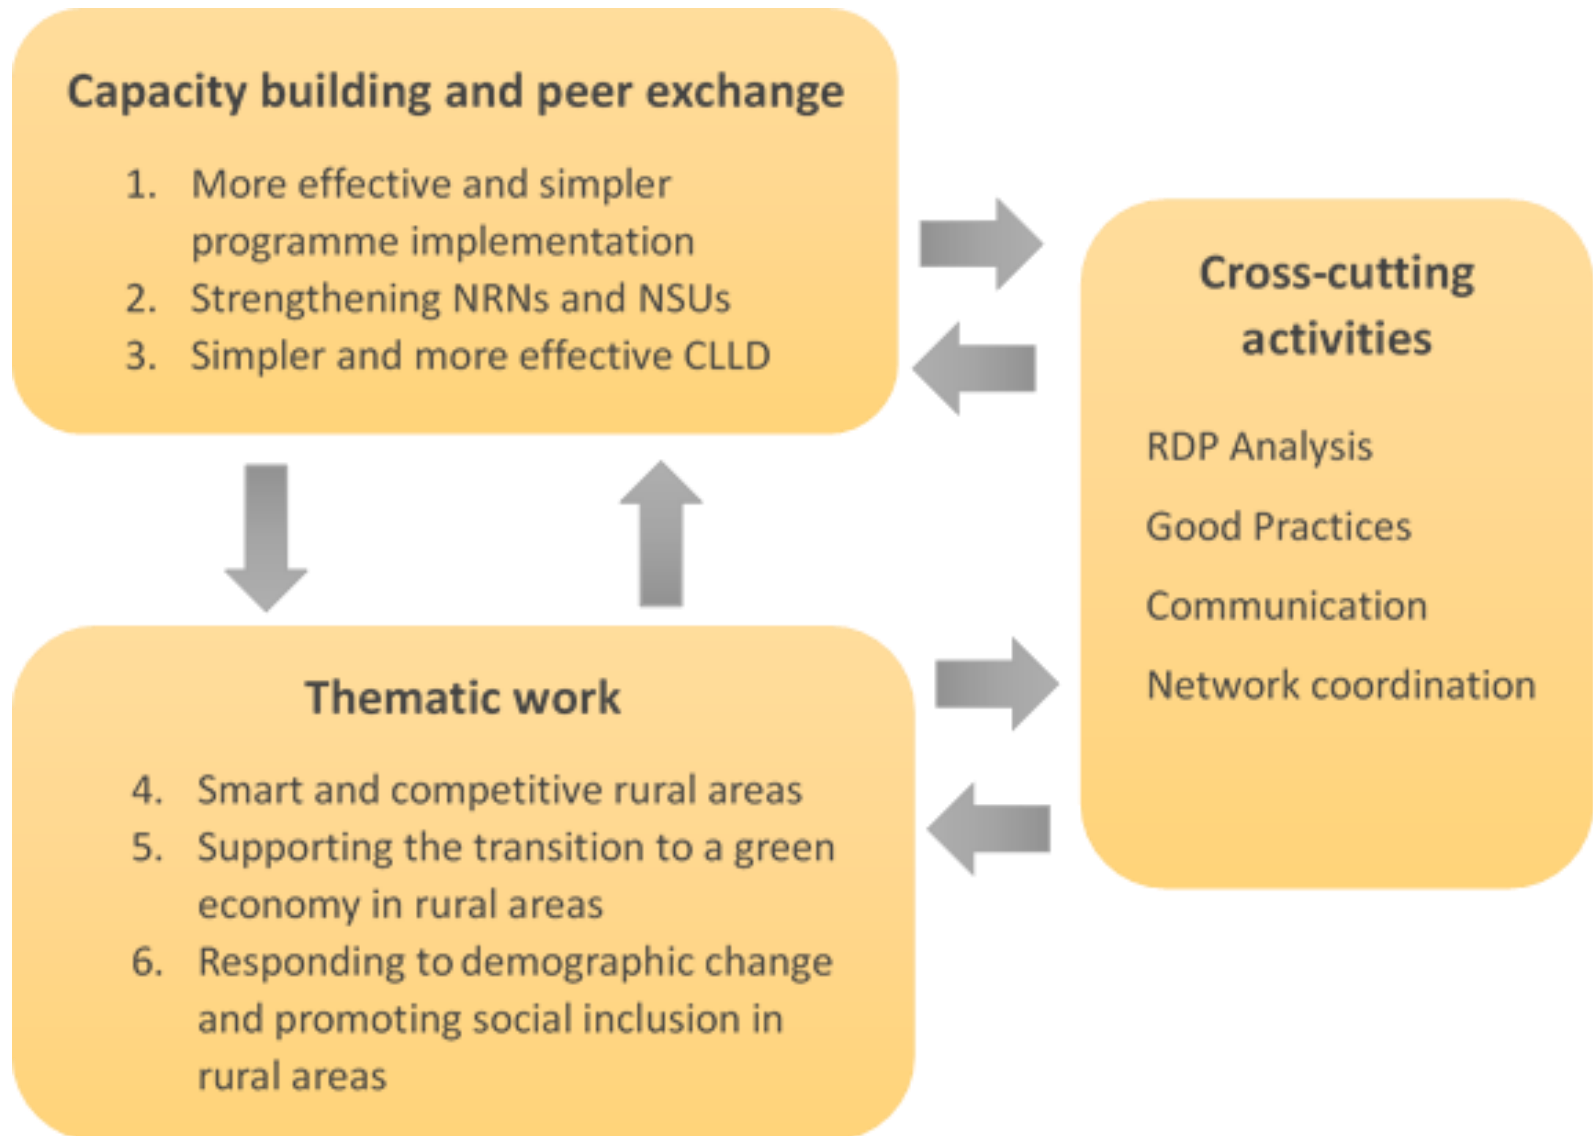 Capacity building and peer exchange
1. More effective and simpler
programme implementation
2. Strengthening NRNs and NSUs
3. Simpler and more effective CLLD
Cross-cutting
activities
RDP Analysis
Good Practices
Communication
Network coordination
Thematic work
4. Smart and competitive rural areas
5. Supporting the transition to a green
economy in rural areas
6. Responding to demographic change
and promoting social inclusion in
rural areas